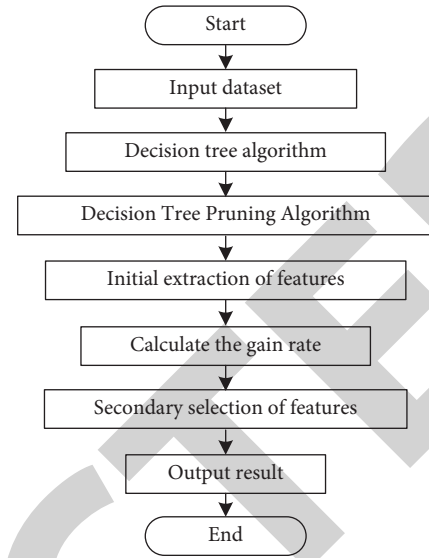 Start
Input dataset
Decision tree algorithm
Decision Tree Pruning Algorithm
Initial extraction of features
Calculate the gain rate
Secondary selection of features
Output result
End